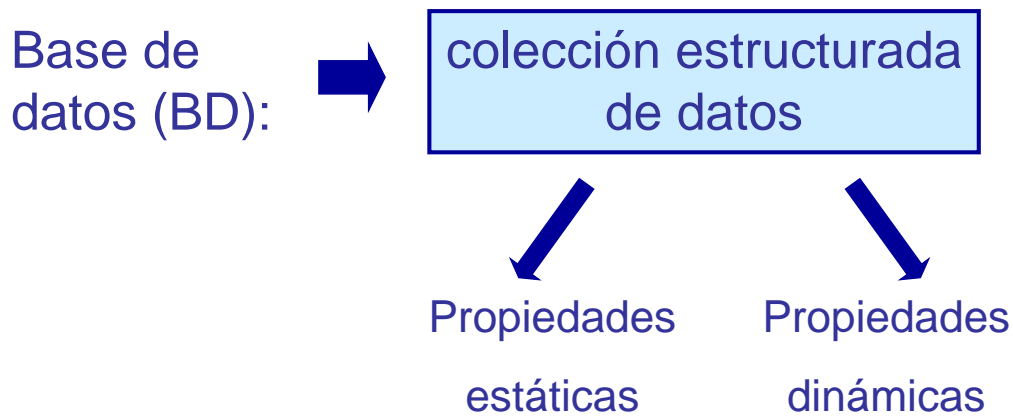 Base de
datos (BD):
colección estructurada
de datos
Propiedades
estáticas
Propiedades
dinámicas